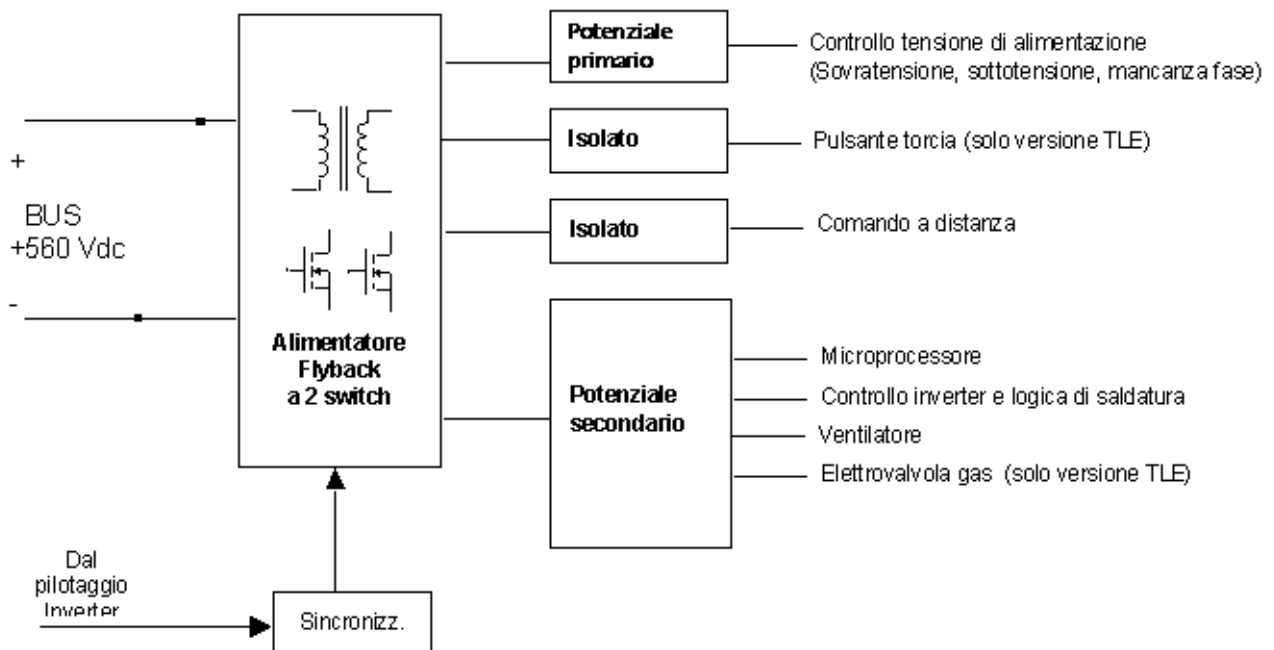 Potenziale
primario
Controllo tensione di alimentazione
(Sovratensione, sottotensione, mancanza fase)
Isolato
Pulsante torcia (solo versione TLE)
+
BUS
+560 Vdc
-
Isolato
Comando a distanza
Alimentatore
Flyback
a 2 switch
Potenziale
secondario
Microprocessore
Controllo inverter e logica di saldatura
Ventilatore
Elettrovalvola gas (solo versione TLE)
Dal
pilotaggio
Inverter
Sincronizz.